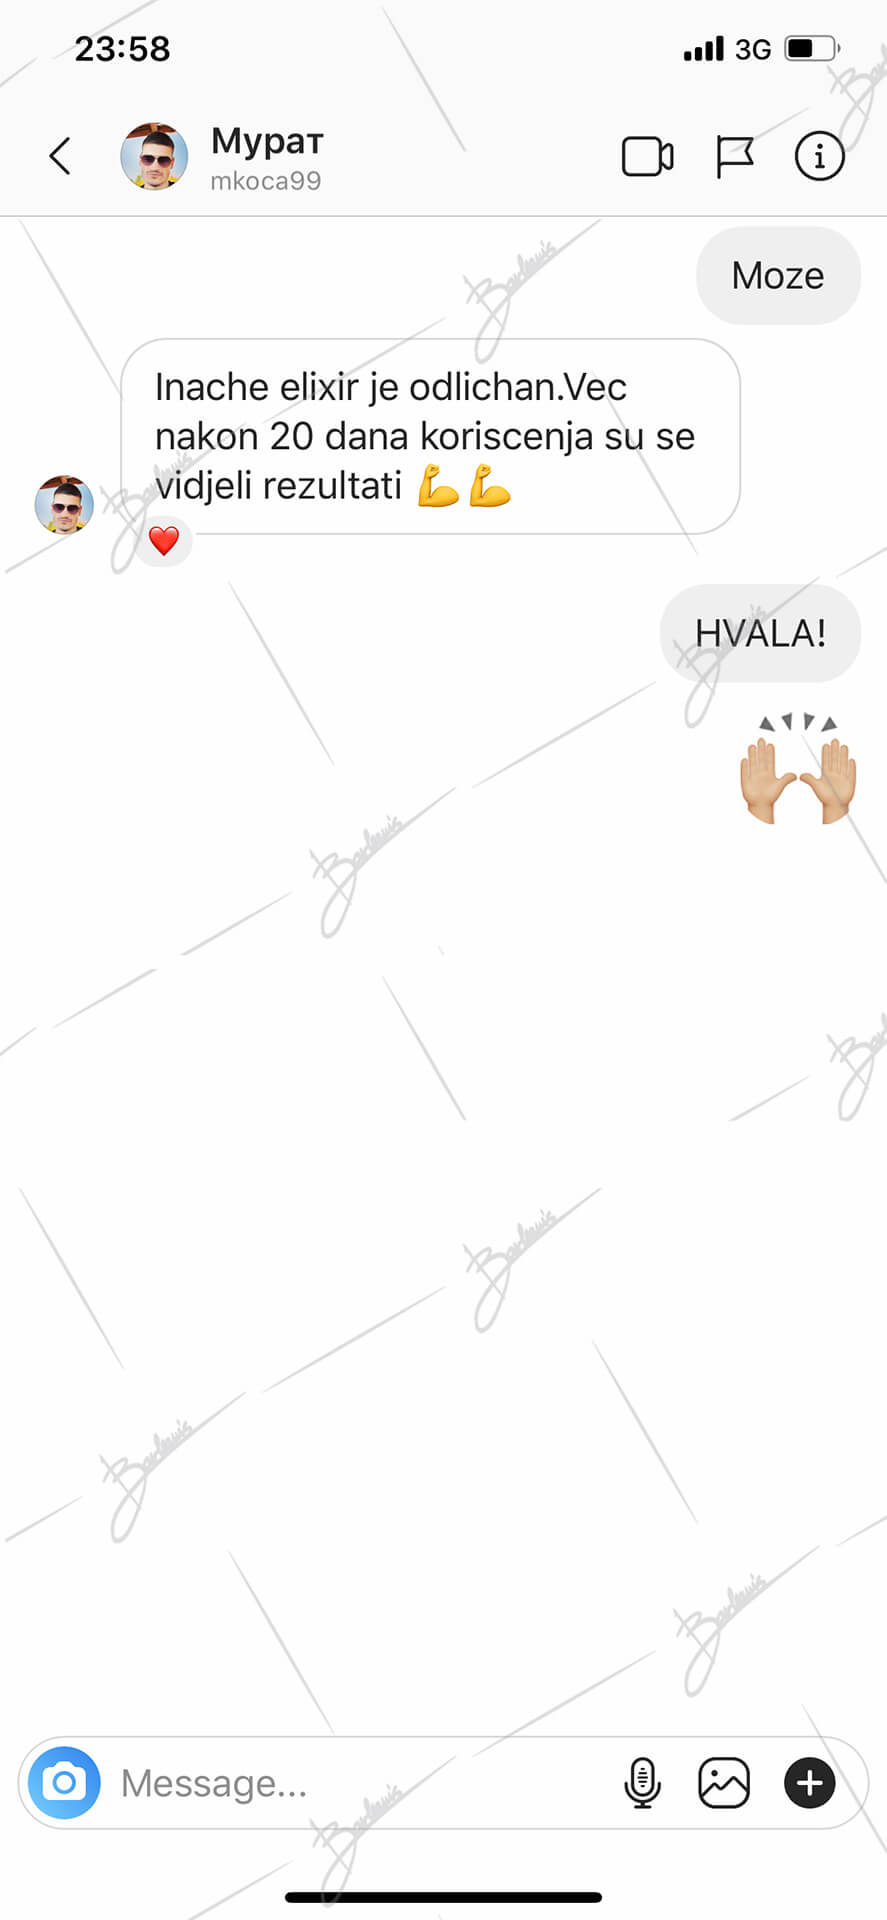 23:58
3G
Мурат
mkoca99
Moze
Inache elixir je odlichan.Vec
nakon 20 dana koriscenja su se
vidjeli rezultati 💪💪
❤️
HVALA!
🙌🏼
Message...